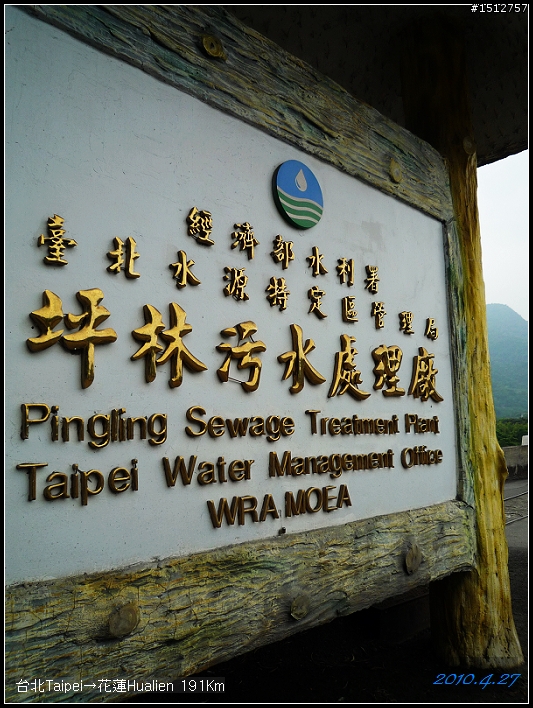 #1512757
經濟部水利署
臺北水源特定區管理局
坪林污水處理廠
Pingling Sewage Treatment Plant
Taipei Water Management Office
WRA MOEA
台北Taipei→花蓮Hualien 191Km
2010.4.27